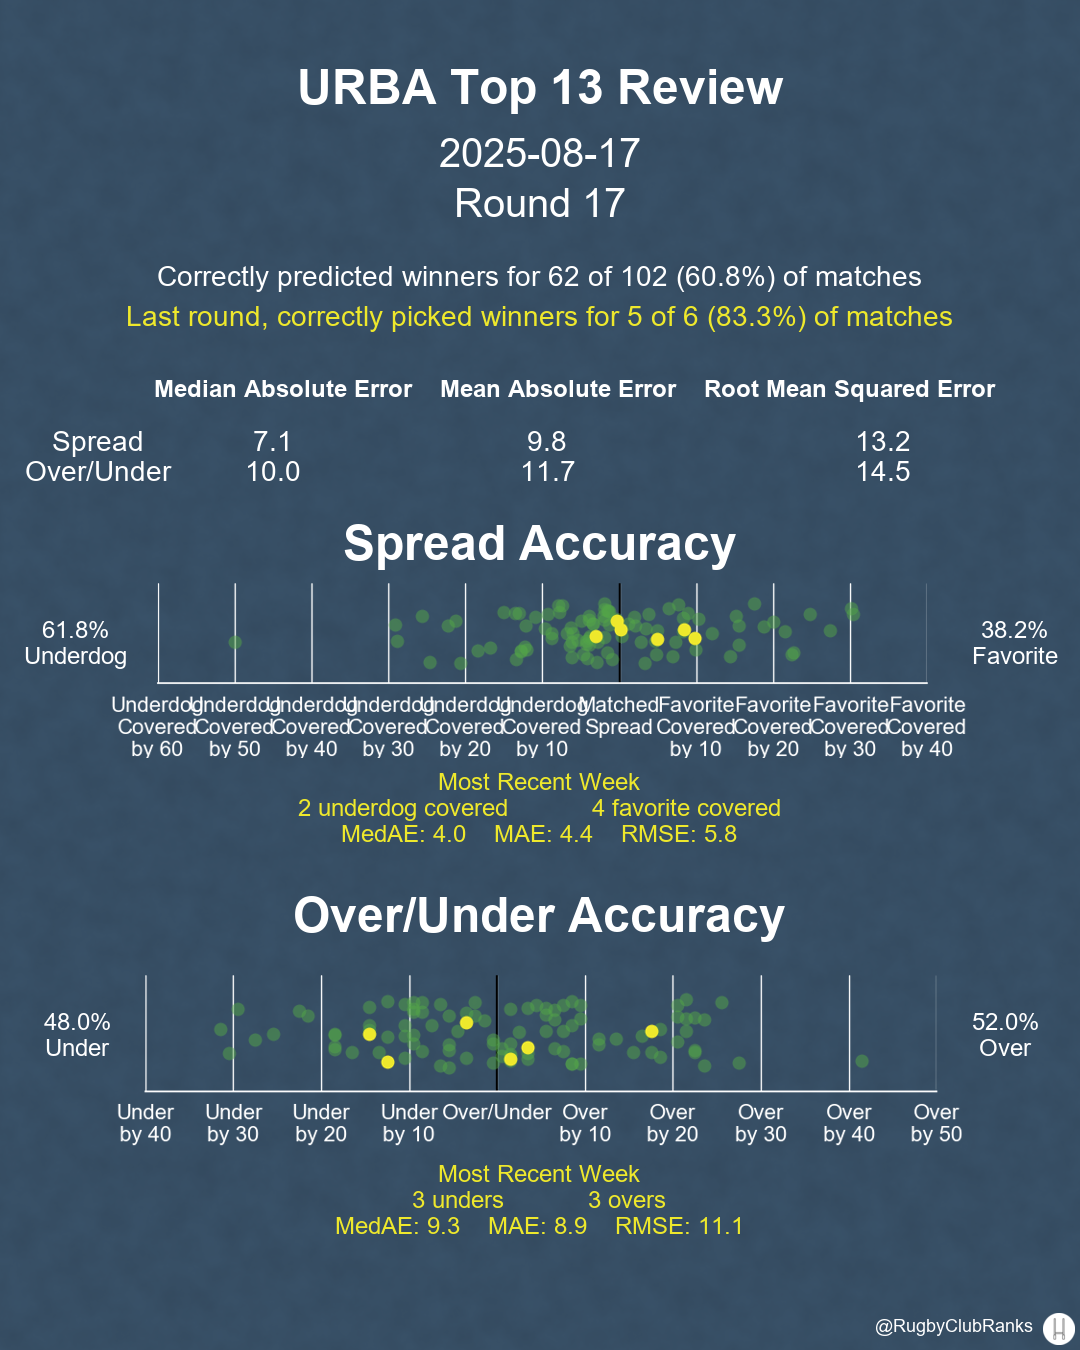 URBA Top 13 Review
2025-08-17
Round 17
Correctly predicted winners for 62 of 102 (60.8%) of matches
Last round, correctly picked winners for 5 of 6 (83.3%) of matches
Median Absolute Error Mean Absolute Error Root Mean Squared Error
Spread 7.1 9.8 13.2
Over/Under 10.0 11.7 14.5
Spread Accuracy
61.8%
Underdog
38.2%
Favorite
Underdog Underdog Underdog Underdog Underdog Underdog Matched Favorite Favorite Favorite Favorite
Covered Covered Covered Covered Covered Covered Spread Covered Covered Covered Covered
by 60 by 50 by 40 by 30 by 20 by 10 by 10 by 20 by 30 by 40
Most Recent Week
2 underdog covered 4 favorite covered
MedAE: 4.0 MAE: 4.4 RMSE: 5.8
Over/Under Accuracy
48.0%
Under
52.0%
Over
Under Under Under Under Over/Under Over Over Over Over Over
by 40 by 30 by 20 by 10 by 10 by 20 by 30 by 40 by 50
Most Recent Week
3 unders 3 overs
MedAE: 9.3 MAE: 8.9 RMSE: 11.1
@RugbyClubRanks